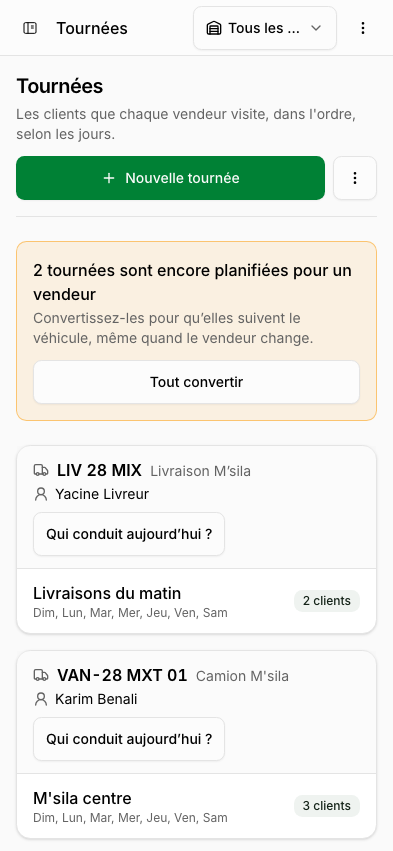 Tournées
Tous les ...
Tournées
Les clients que chaque vendeur visite, dans l'ordre,
selon les jours.
Nouvelle tournée
2 tournées sont encore planifiées pour un
vendeur
Convertissez-les pour qu’elles suivent le
véhicule, même quand le vendeur change.
Tout convertir
LIV 28 MIX Livraison M’sila
Yacine Livreur
Qui conduit aujourd’hui ?
Livraisons du matin
2 clients
Dim, Lun, Mar, Mer, Jeu, Ven, Sam
VAN-28 MXT 01 Camion M'sila
Karim Benali
Qui conduit aujourd’hui ?
M'sila centre
3 clients
Dim, Lun, Mar, Mer, Jeu, Ven, Sam